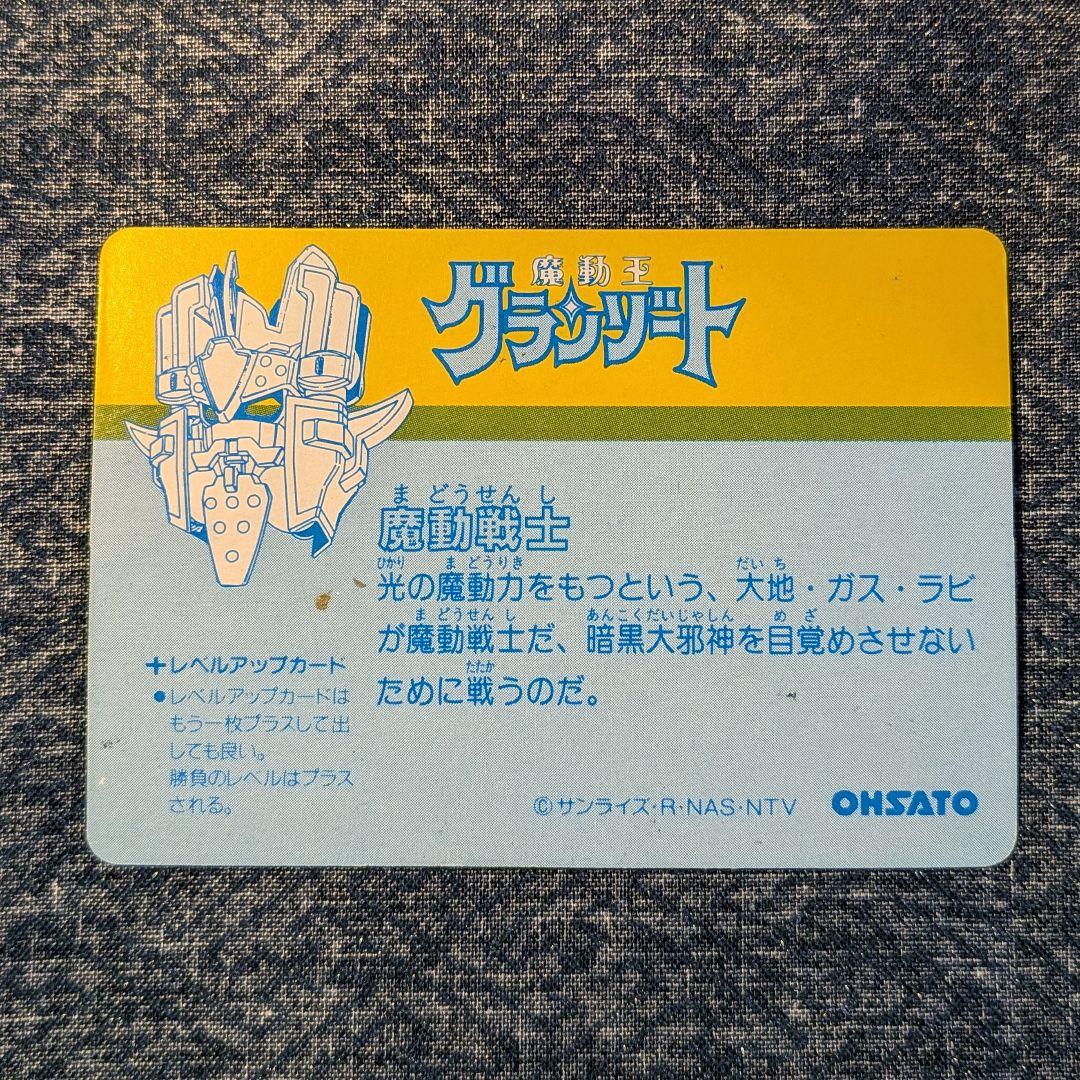 魔動王
グランゾート
まどうせんし
魔動戦士
ひかり まどうりき だいち
光の魔動力をもつという、大地・ガス・ラビ
まどうせんし あんこくだいじゃしん めざ
が魔動戦士だ、暗黒大邪神を目覚めさせない
たたか
ために戦うのだ。
+レベルアップカード
●レベルアップカードは
もう一枚プラスして出
しても良い。
勝負のレベルはプラス
される。
©サンライズ・R・NAS・NTV
OHSATO